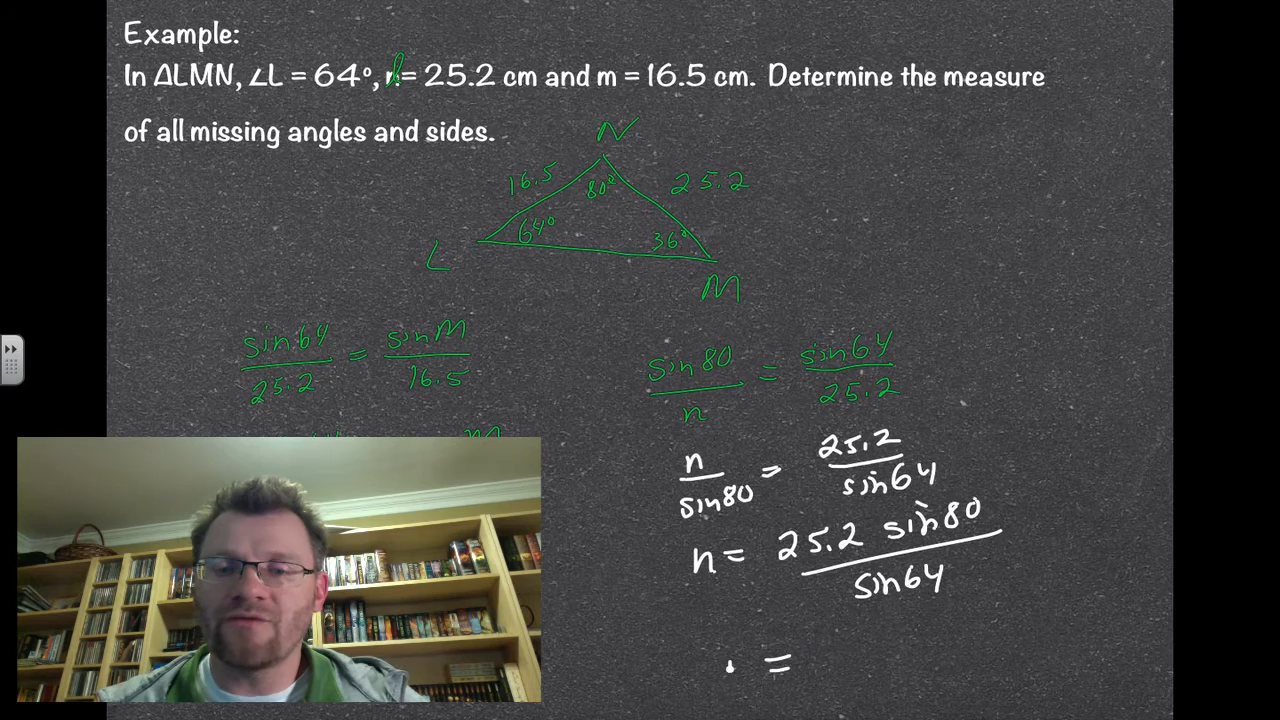 Example:
In ΔLMN, ∠L = 64°, l = 25.2 cm and m = 16.5 cm. Determine the measure
of all missing angles and sides.
N
16.5 80° 25.2
64° 36°
L
M
sin64/25.2 = sinM/16.5
sin80/n = sin64/25.2
n/sin80 = 25.2/sin64
n = 25.2 sin80/sin64
=